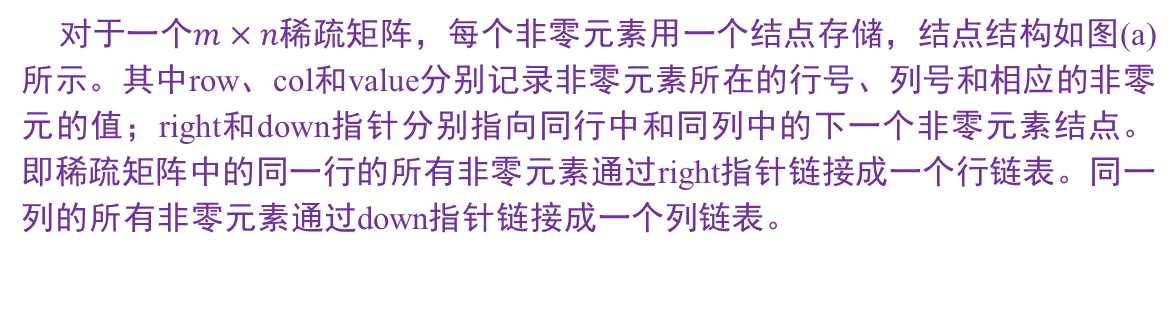 对于一个m × n稀疏矩阵，每个非零元素用一个结点存储，结点结构如图(a)
所示。其中row、col和value分别记录非零元素所在的行号、列号和相应的非零
元的值；right和down指针分别指向同行中和同列中的下一个非零元素结点。
即稀疏矩阵中的同一行的所有非零元素通过right指针链接成一个行链表。同一
列的所有非零元素通过down指针链接成一个列链表。